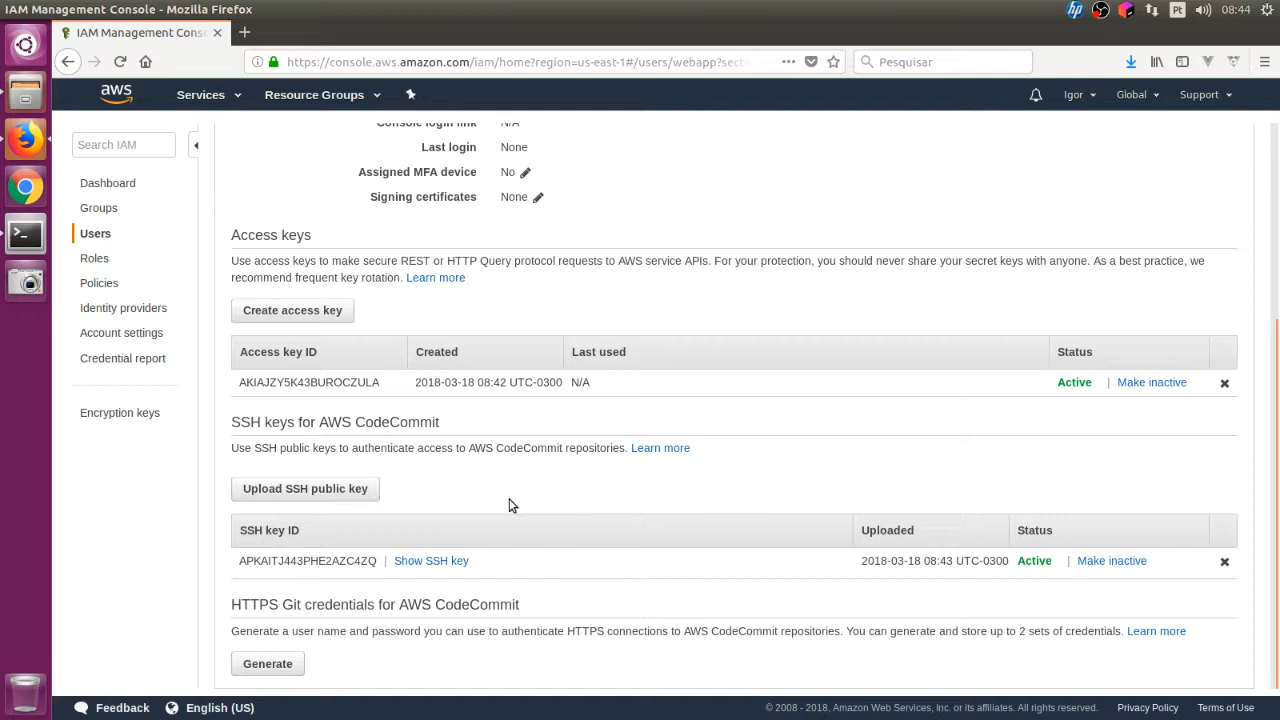 IAM Management Console - Mozilla Firefox
Pt
08:44
IAM Management Cons
https://console.aws.amazon.com/iam/home?region=us-east-1#/users/webapp?sect
Pesquisar
aws
Services
Resource Groups
Igor
Global
Support
Search IAM
Dashboard
Groups
Users
Roles
Policies
Identity providers
Account settings
Credential report
Encryption keys
Console login link N/A
Last login None
Assigned MFA device No
Signing certificates None
Access keys
Use access keys to make secure REST or HTTP Query protocol requests to AWS service APIs. For your protection, you should never share your secret keys with anyone. As a best practice, we
recommend frequent key rotation. Learn more
Create access key
Access key ID Created Last used Status
AKIAJZY5K43BUROCZULA 2018-03-18 08:42 UTC-0300 N/A Active | Make inactive
SSH keys for AWS CodeCommit
Use SSH public keys to authenticate access to AWS CodeCommit repositories. Learn more
Upload SSH public key
SSH key ID Uploaded Status
APKAITJ443PHE2AZC4ZQ | Show SSH key 2018-03-18 08:43 UTC-0300 Active | Make inactive
HTTPS Git credentials for AWS CodeCommit
Generate a user name and password you can use to authenticate HTTPS connections to AWS CodeCommit repositories. You can generate and store up to 2 sets of credentials. Learn more
Generate
Feedback
English (US)
© 2008 - 2018, Amazon Web Services, Inc. or its affiliates. All rights reserved.
Privacy Policy
Terms of Use